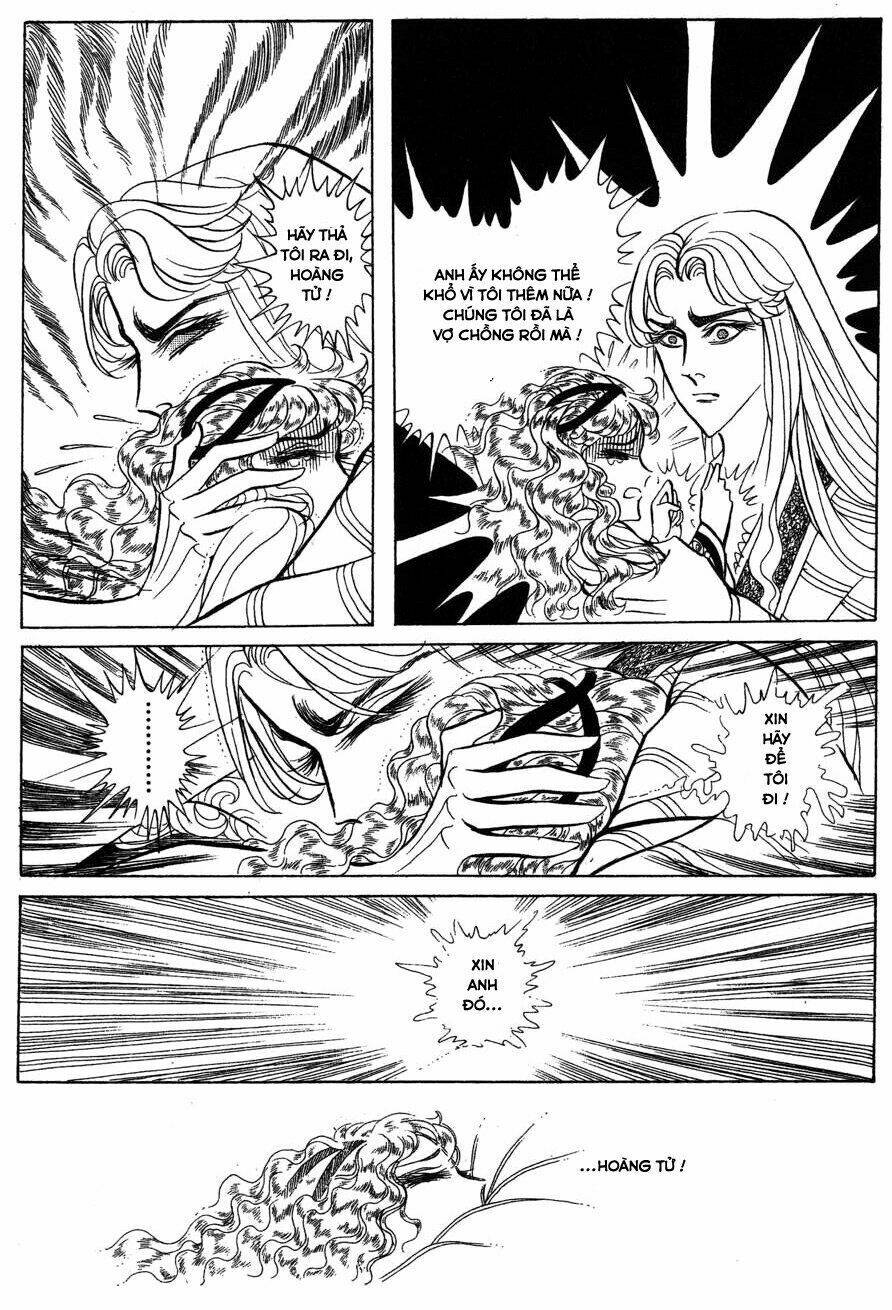 HÃY THẢ
TÔI RA ĐI,
HOÀNG
TỬ !
ANH ẤY KHÔNG THỂ
KHỔ VÌ TÔI THÊM NỮA !
CHÚNG TÔI ĐÃ LÀ
VỢ CHỒNG RỒI MÀ !
..........
XIN
HÃY
ĐỂ
TÔI
ĐI !
XIN
ANH
ĐÓ...
...HOÀNG TỬ !